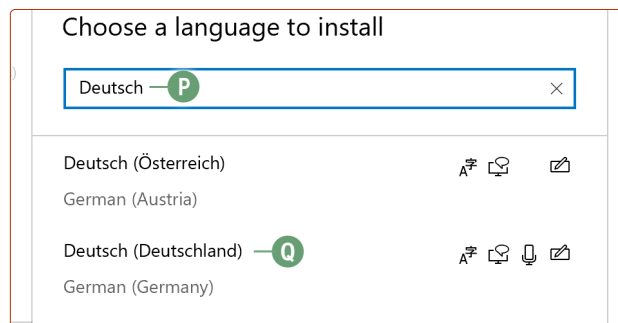 Choose a language to install
Deutsch P
Deutsch (Österreich)
German (Austria)
Deutsch (Deutschland) Q
German (Germany)